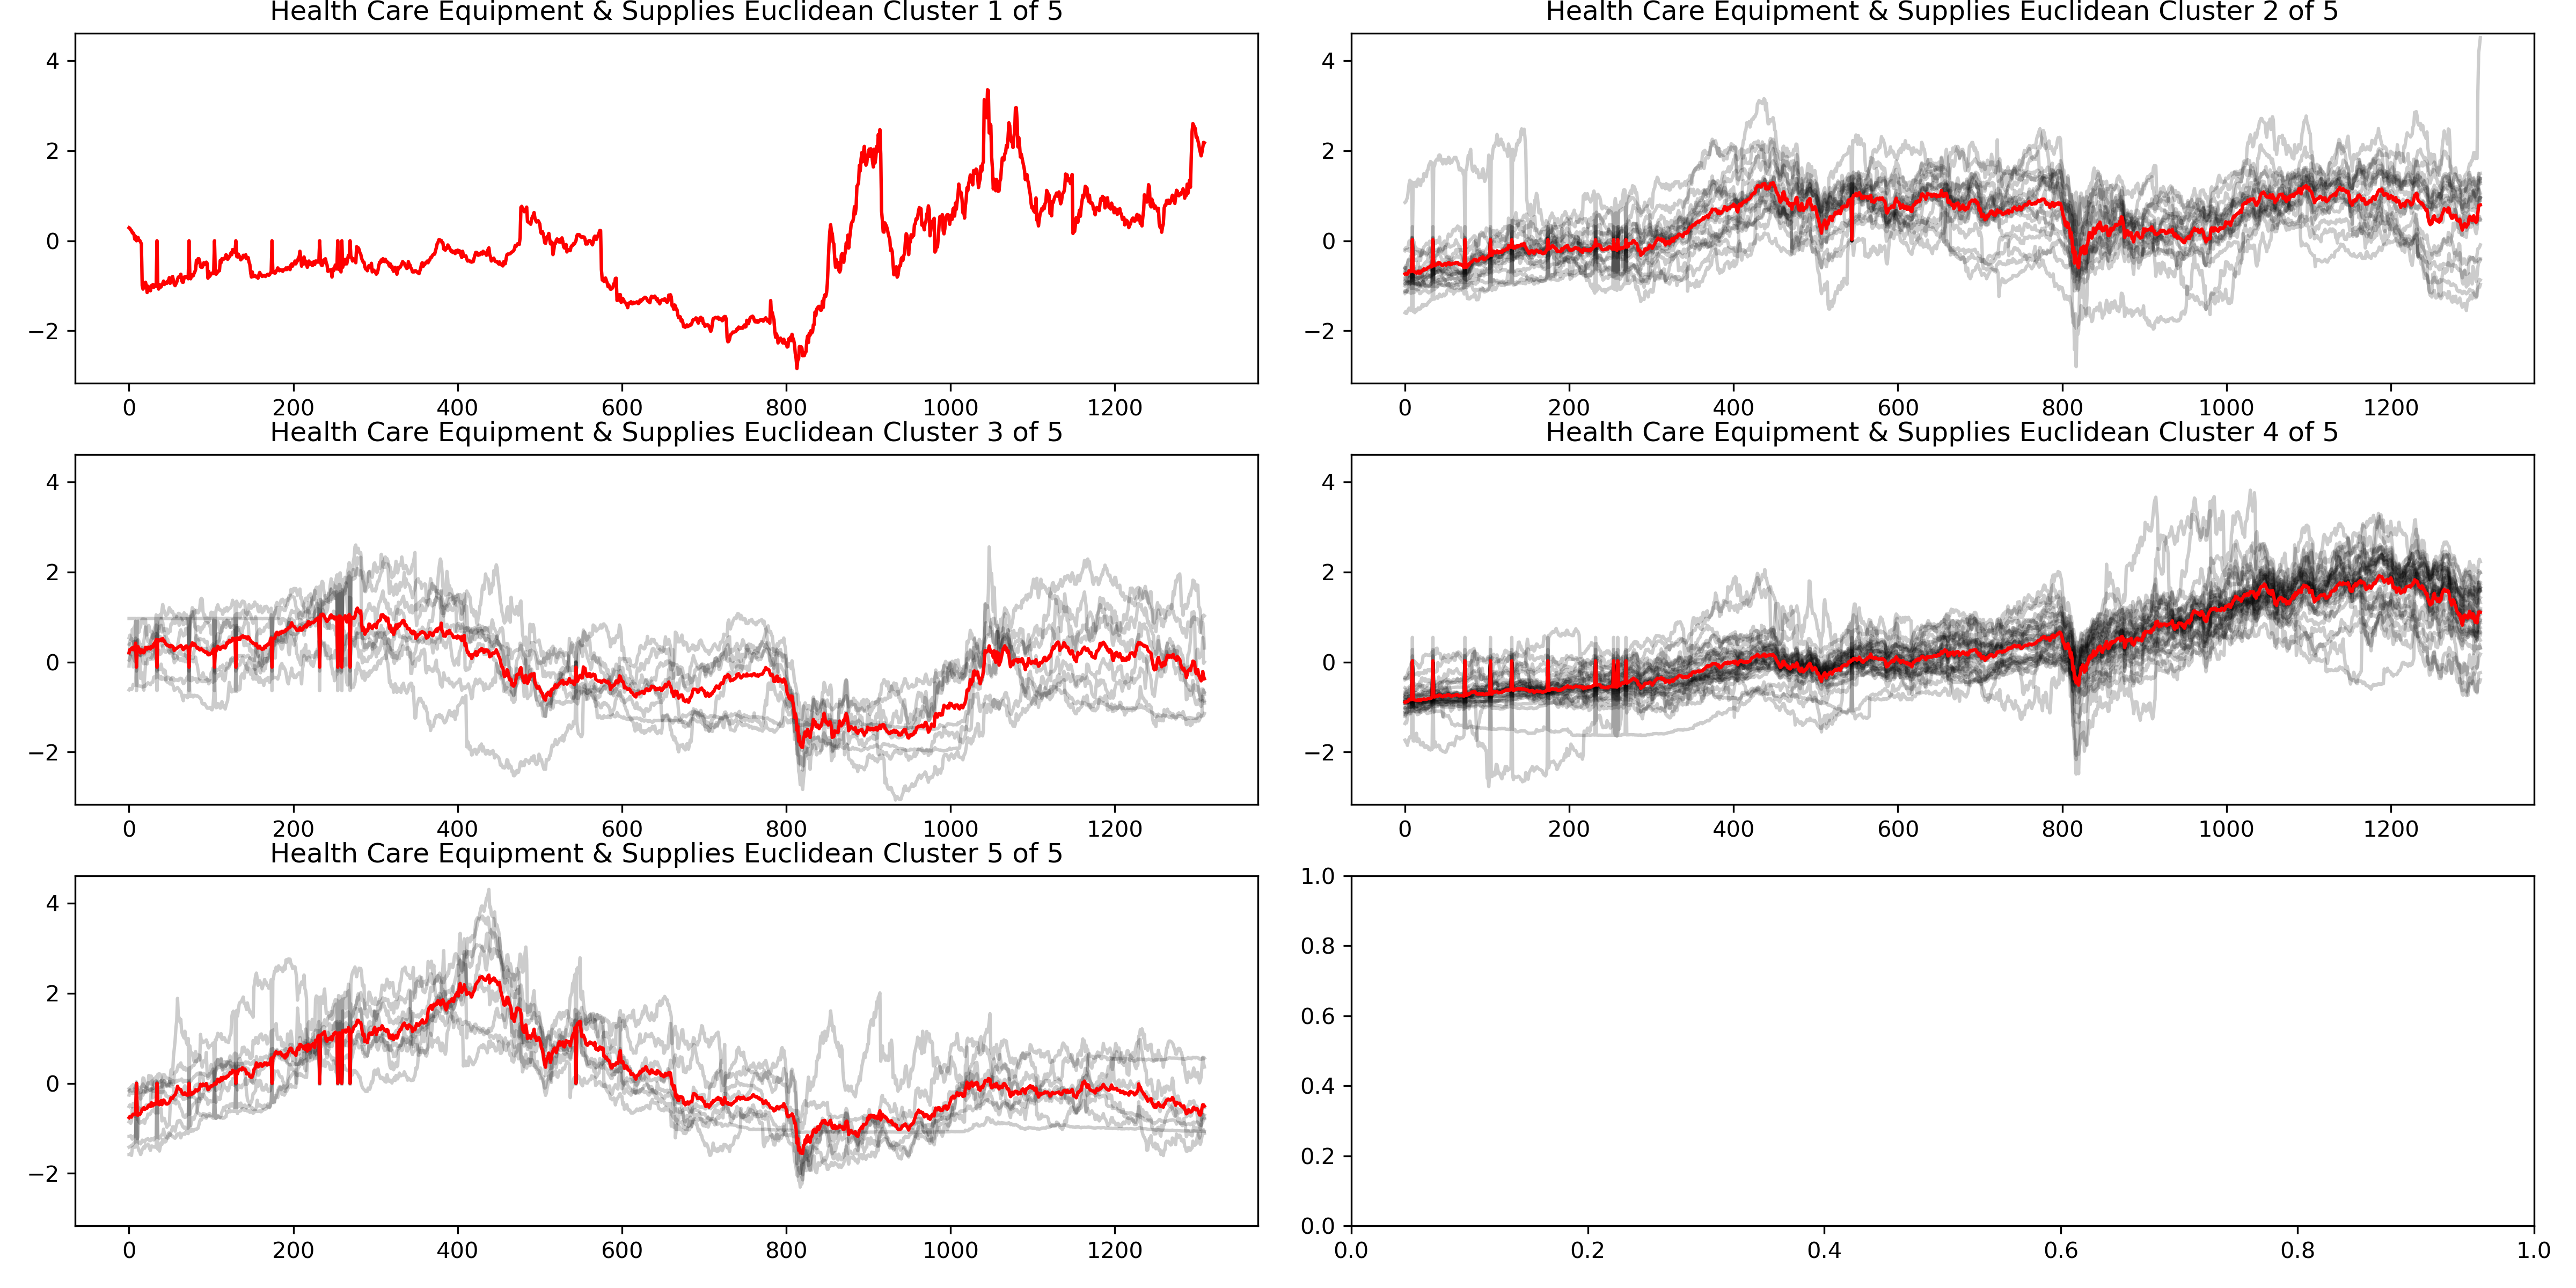 Health Care Equipment & Supplies Euclidean Cluster 1 of 5
4
2
0
−2
0 200 400 600 800 1000 1200
Health Care Equipment & Supplies Euclidean Cluster 2 of 5
4
2
0
−2
0 200 400 600 800 1000 1200
Health Care Equipment & Supplies Euclidean Cluster 3 of 5
4
2
0
−2
0 200 400 600 800 1000 1200
Health Care Equipment & Supplies Euclidean Cluster 4 of 5
4
2
0
−2
0 200 400 600 800 1000 1200
Health Care Equipment & Supplies Euclidean Cluster 5 of 5
4
2
0
−2
0 200 400 600 800 1000 1200
1.0
0.8
0.6
0.4
0.2
0.0
0.0 0.2 0.4 0.6 0.8 1.0